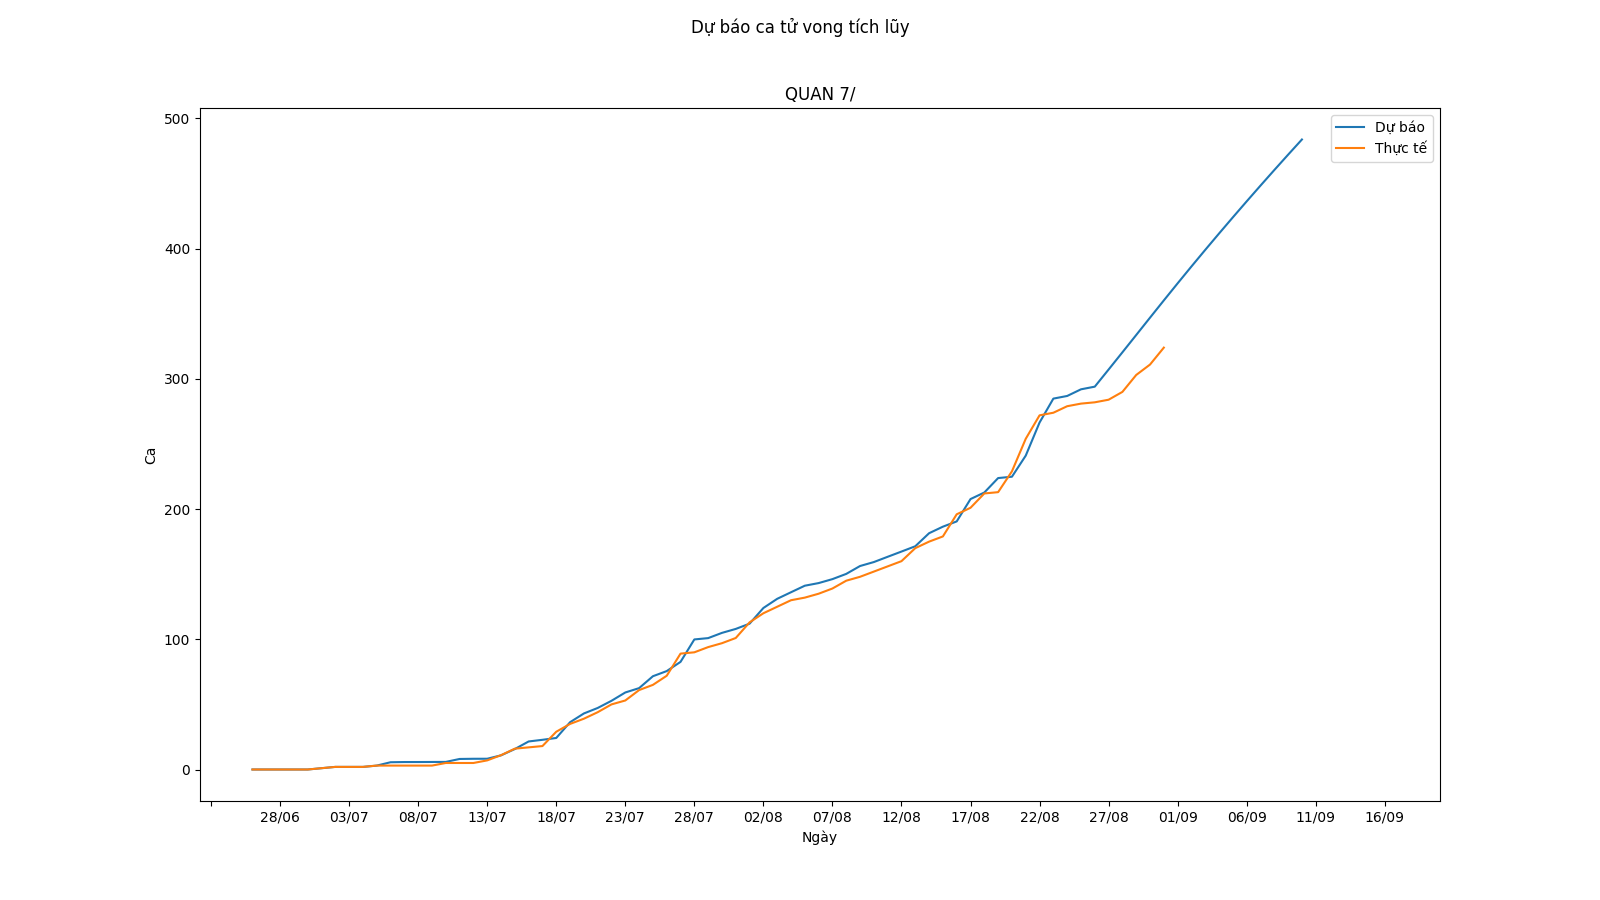 Dự báo ca tử vong tích lũy
QUAN 7/
500
400
300
200
100
0
Ca
Dự báo
Thực tế
28/06 03/07 08/07 13/07 18/07 23/07 28/07 02/08 07/08 12/08 17/08 22/08 27/08 01/09 06/09 11/09 16/09
Ngày